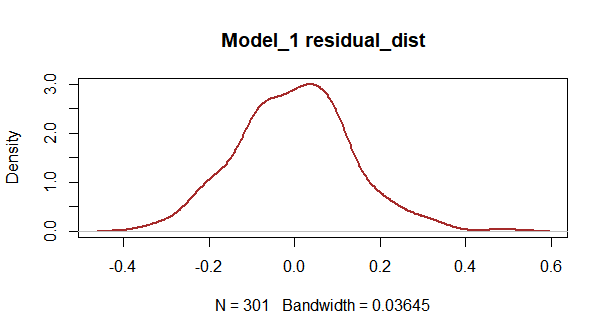 Model_1 residual_dist
Density
3.0
2.0
1.0
0.0
-0.4 -0.2 0.0 0.2 0.4 0.6
N = 301 Bandwidth = 0.03645